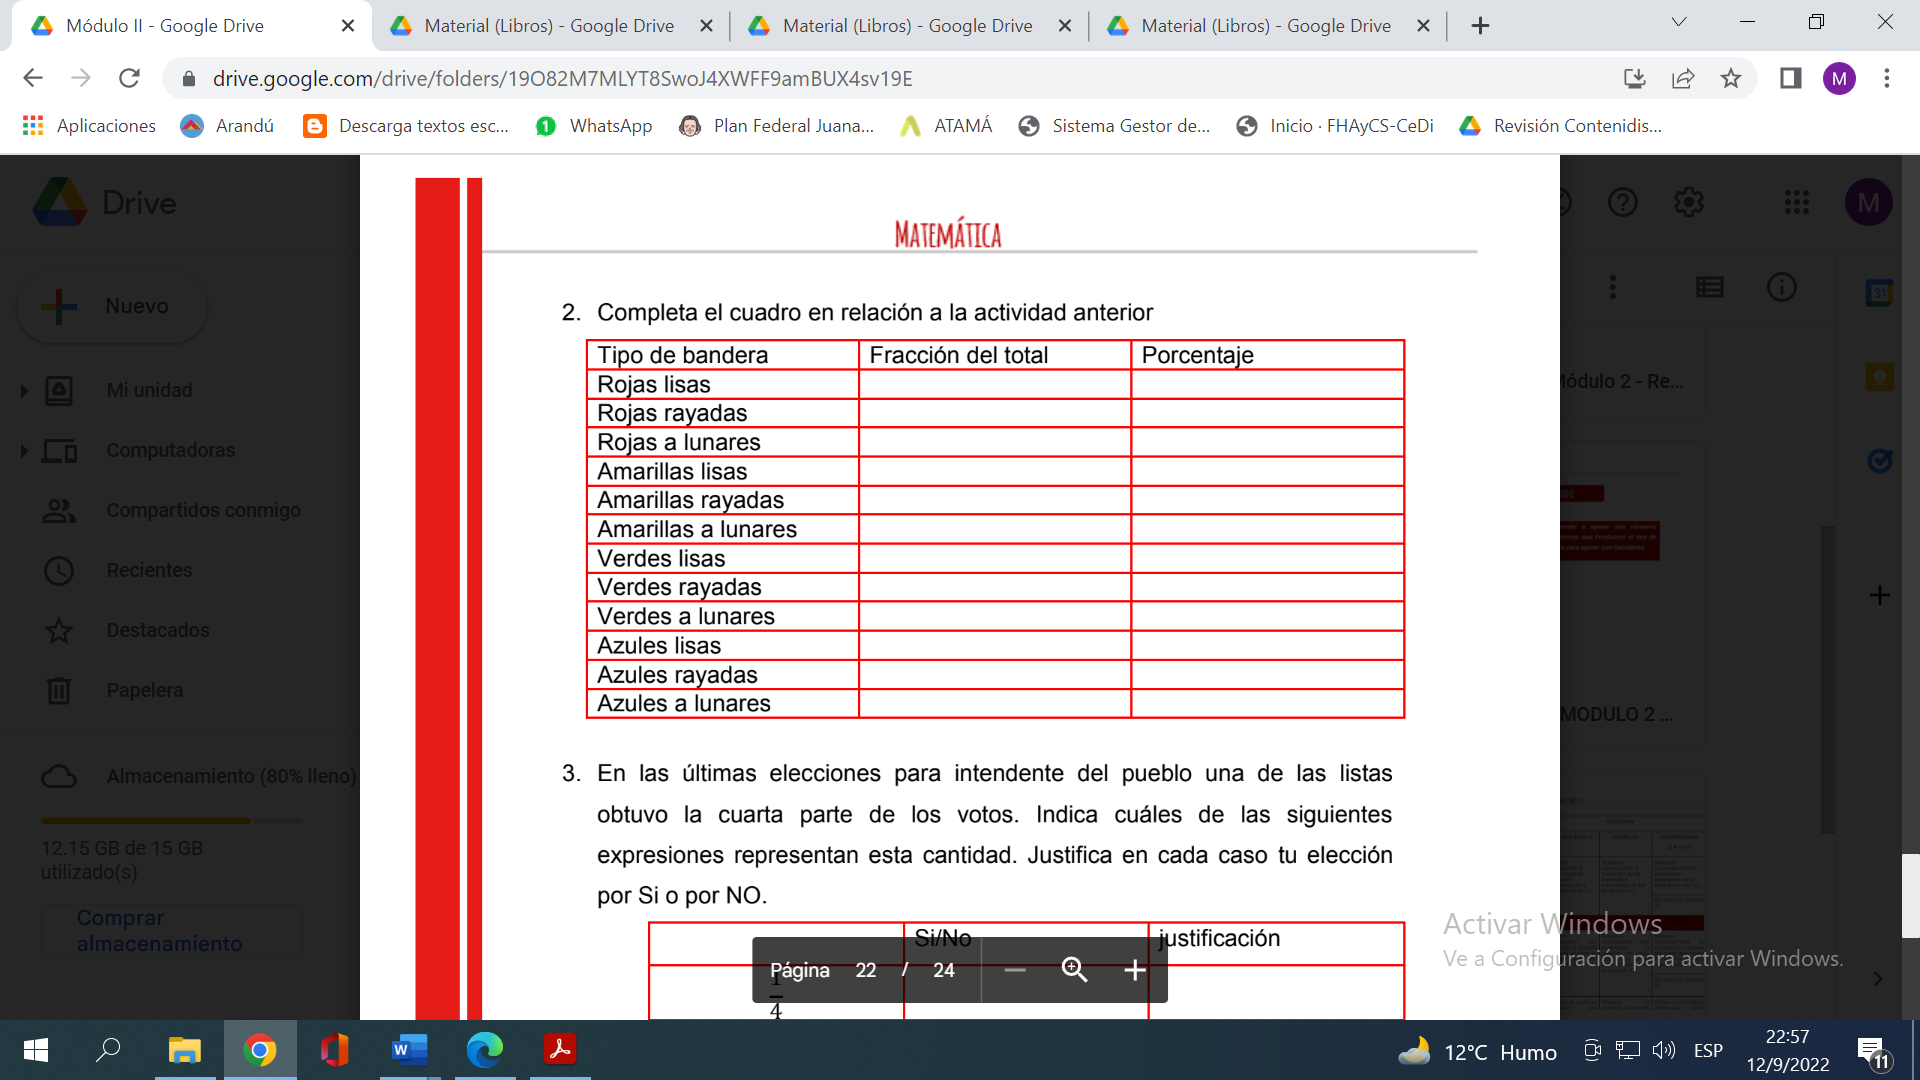 Módulo II - Google Drive
Material (Libros) - Google Drive
Material (Libros) - Google Drive
Material (Libros) - Google Drive
drive.google.com/drive/folders/19O82M7MLYT8SwoJ4XWFF9amBUX4sv19E
M
Aplicaciones
Arandú
Descarga textos esc...
1
WhatsApp
Plan Federal Juana...
ATAMÁ
Sistema Gestor de...
Inicio · FHAyCS-CeDi
Revisión Contenidis...
Drive
M
Nuevo
31
Mi unidad
Computadoras
Compartidos conmigo
Recientes
Destacados
Papelera
Almacenamiento (80% lleno)
12.15 GB de 15 GB
utilizado(s)
Comprar
almacenamiento
Módulo 2 - Re...
MODULO 2 ...
MATEMÁTICA
2. Completa el cuadro en relación a la actividad anterior
Tipo de bandera Fracción del total Porcentaje
Rojas lisas
Rojas rayadas
Rojas a lunares
Amarillas lisas
Amarillas rayadas
Amarillas a lunares
Verdes lisas
Verdes rayadas
Verdes a lunares
Azules lisas
Azules rayadas
Azules a lunares
3. En las últimas elecciones para intendente del pueblo una de las listas
obtuvo la cuarta parte de los votos. Indica cuáles de las siguientes
expresiones representan esta cantidad. Justifica en cada caso tu elección
por Si o por NO.
Si/No justificación
1
4
Página 22 / 24
Activar Windows
Ve a Configuración para activar Windows.
W
12°C Humo
ESP
22:57
12/9/2022
11